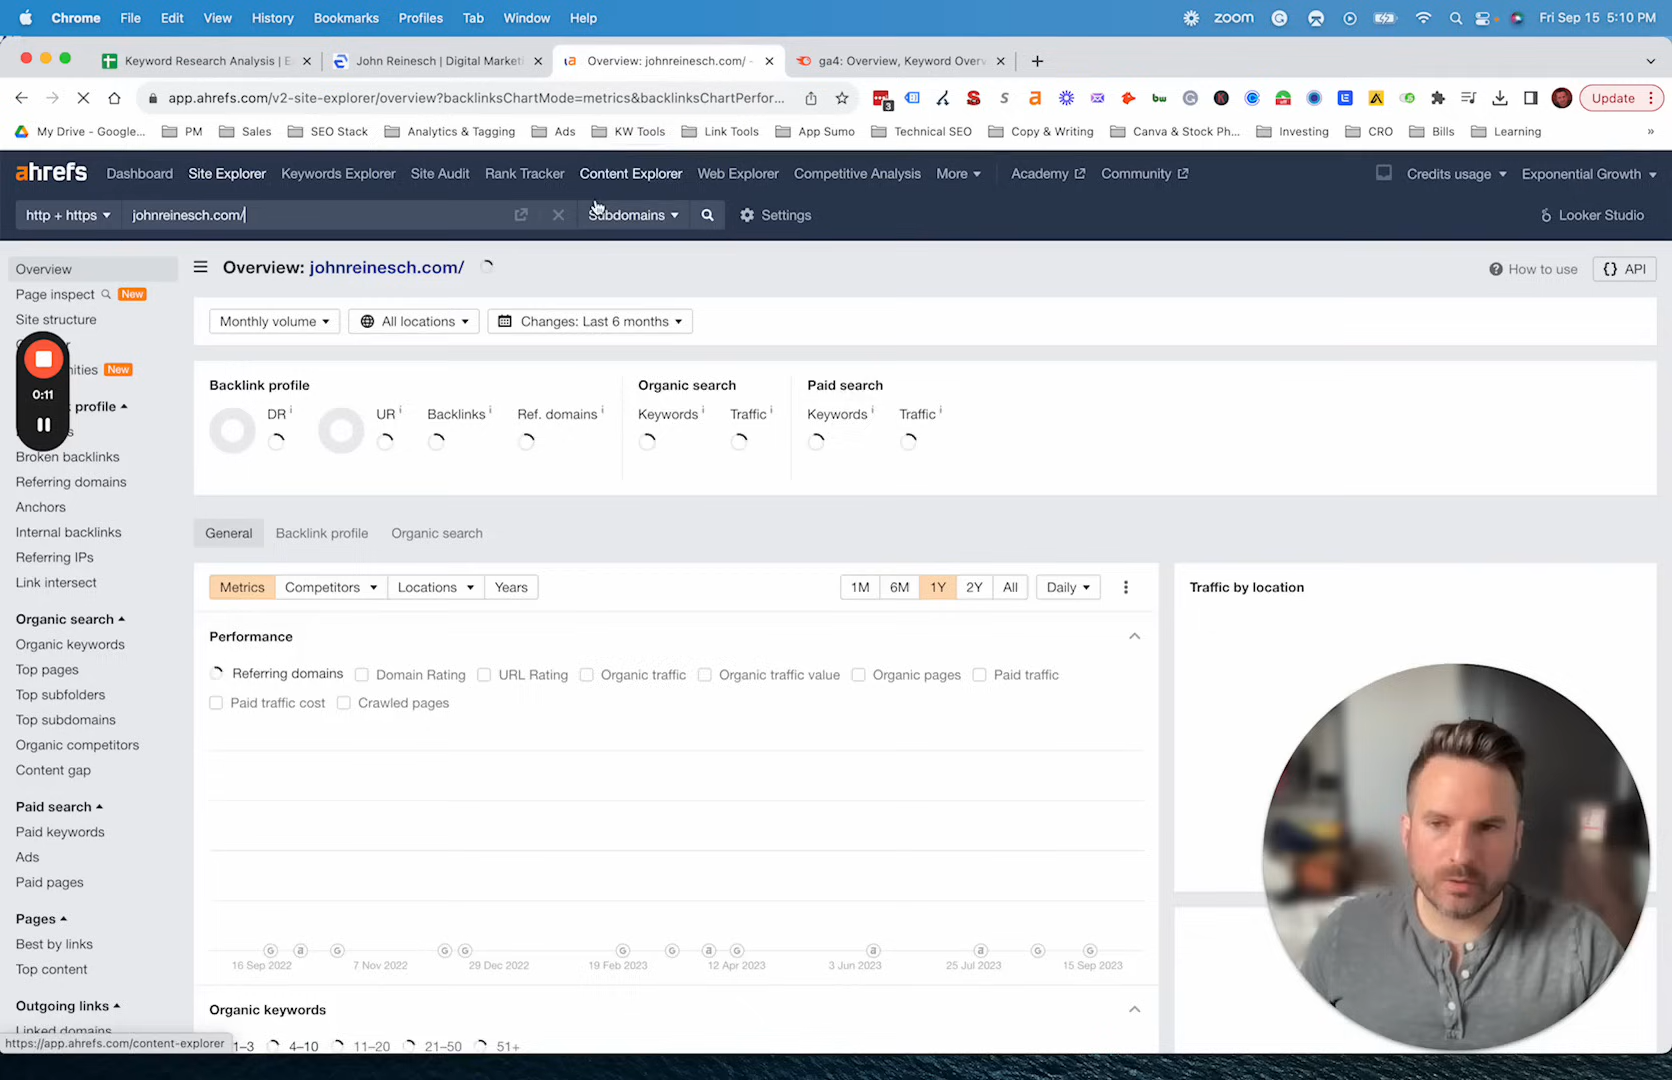 Chrome File Edit View History Bookmarks Profiles Tab Window Help zoom Fri Sep 15 5:10 PM
Keyword Research Analysis | E John Reinesch | Digital Marketi Overview: johnreinesch.com/ - ga4: Overview, Keyword Overv
app.ahrefs.com/v2-site-explorer/overview?backlinksChartMode=metrics&backlinksChartPerfor... 3 bw Update
My Drive - Google... PM Sales SEO Stack Analytics & Tagging Ads KW Tools Link Tools App Sumo Technical SEO Copy & Writing Canva & Stock Ph... Investing CRO Bills Learning »
ahrefs Dashboard Site Explorer Keywords Explorer Site Audit Rank Tracker Content Explorer Web Explorer Competitive Analysis More Academy Community Credits usage Exponential Growth
http + https johnreinesch.com/ Subdomains Settings Looker Studio
Overview
Page inspect New
Site structure
nities New
profile
Broken backlinks
Referring domains
Anchors
Internal backlinks
Referring IPs
Link intersect
Organic search
Organic keywords
Top pages
Top subfolders
Top subdomains
Organic competitors
Content gap
Paid search
Paid keywords
Ads
Paid pages
Pages
Best by links
Top content
Outgoing links
Linked domains
https://app.ahrefs.com/content-explorer
0:11
Overview: johnreinesch.com/ How to use {} API
Monthly volume All locations Changes: Last 6 months
Backlink profile Organic search Paid search
DR UR Backlinks Ref. domains Keywords Traffic Keywords Traffic
General Backlink profile Organic search
Metrics Competitors Locations Years 1M 6M 1Y 2Y All Daily
Traffic by location
Performance
Referring domains Domain Rating URL Rating Organic traffic Organic traffic value Organic pages Paid traffic
Paid traffic cost Crawled pages
G a G G G G G a G a a G G
16 Sep 2022 7 Nov 2022 29 Dec 2022 19 Feb 2023 12 Apr 2023 3 Jun 2023 25 Jul 2023 15 Sep 2023
Organic keywords
1–3 4–10 11–20 21–50 51+